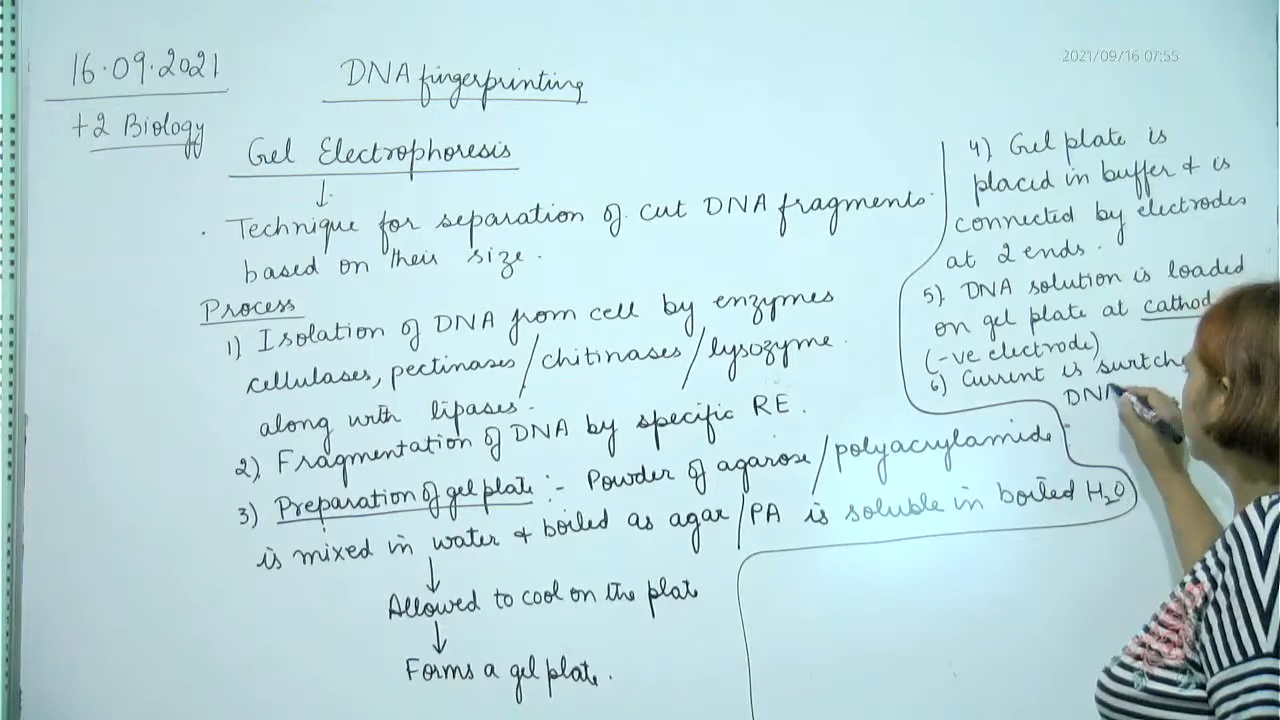 16.09.2021
+2 Biology
DNA fingerprinting
2021/09/16 07:55
Gel Electrophoresis
↓
. Technique for separation of cut DNA fragments
based on their size.
Process
1) Isolation of DNA from cell by enzymes
cellulases, pectinases / chitinases / lysozyme.
along with lipases.
2) Fragmentation of DNA by specific RE.
3) Preparation of gel plate :- Powder of agarose / polyacrylamide
is mixed in water & boiled as agar / PA is soluble in boiled H2O
↓
Allowed to cool on the plat
↓
Forms a gel plate.
4) Gel plate is
placed in buffer & is
connected by electrodes
at 2 ends.
5) DNA solution is loaded
on gel plate at cathod
(-ve electrode)
6) Current is
DNA